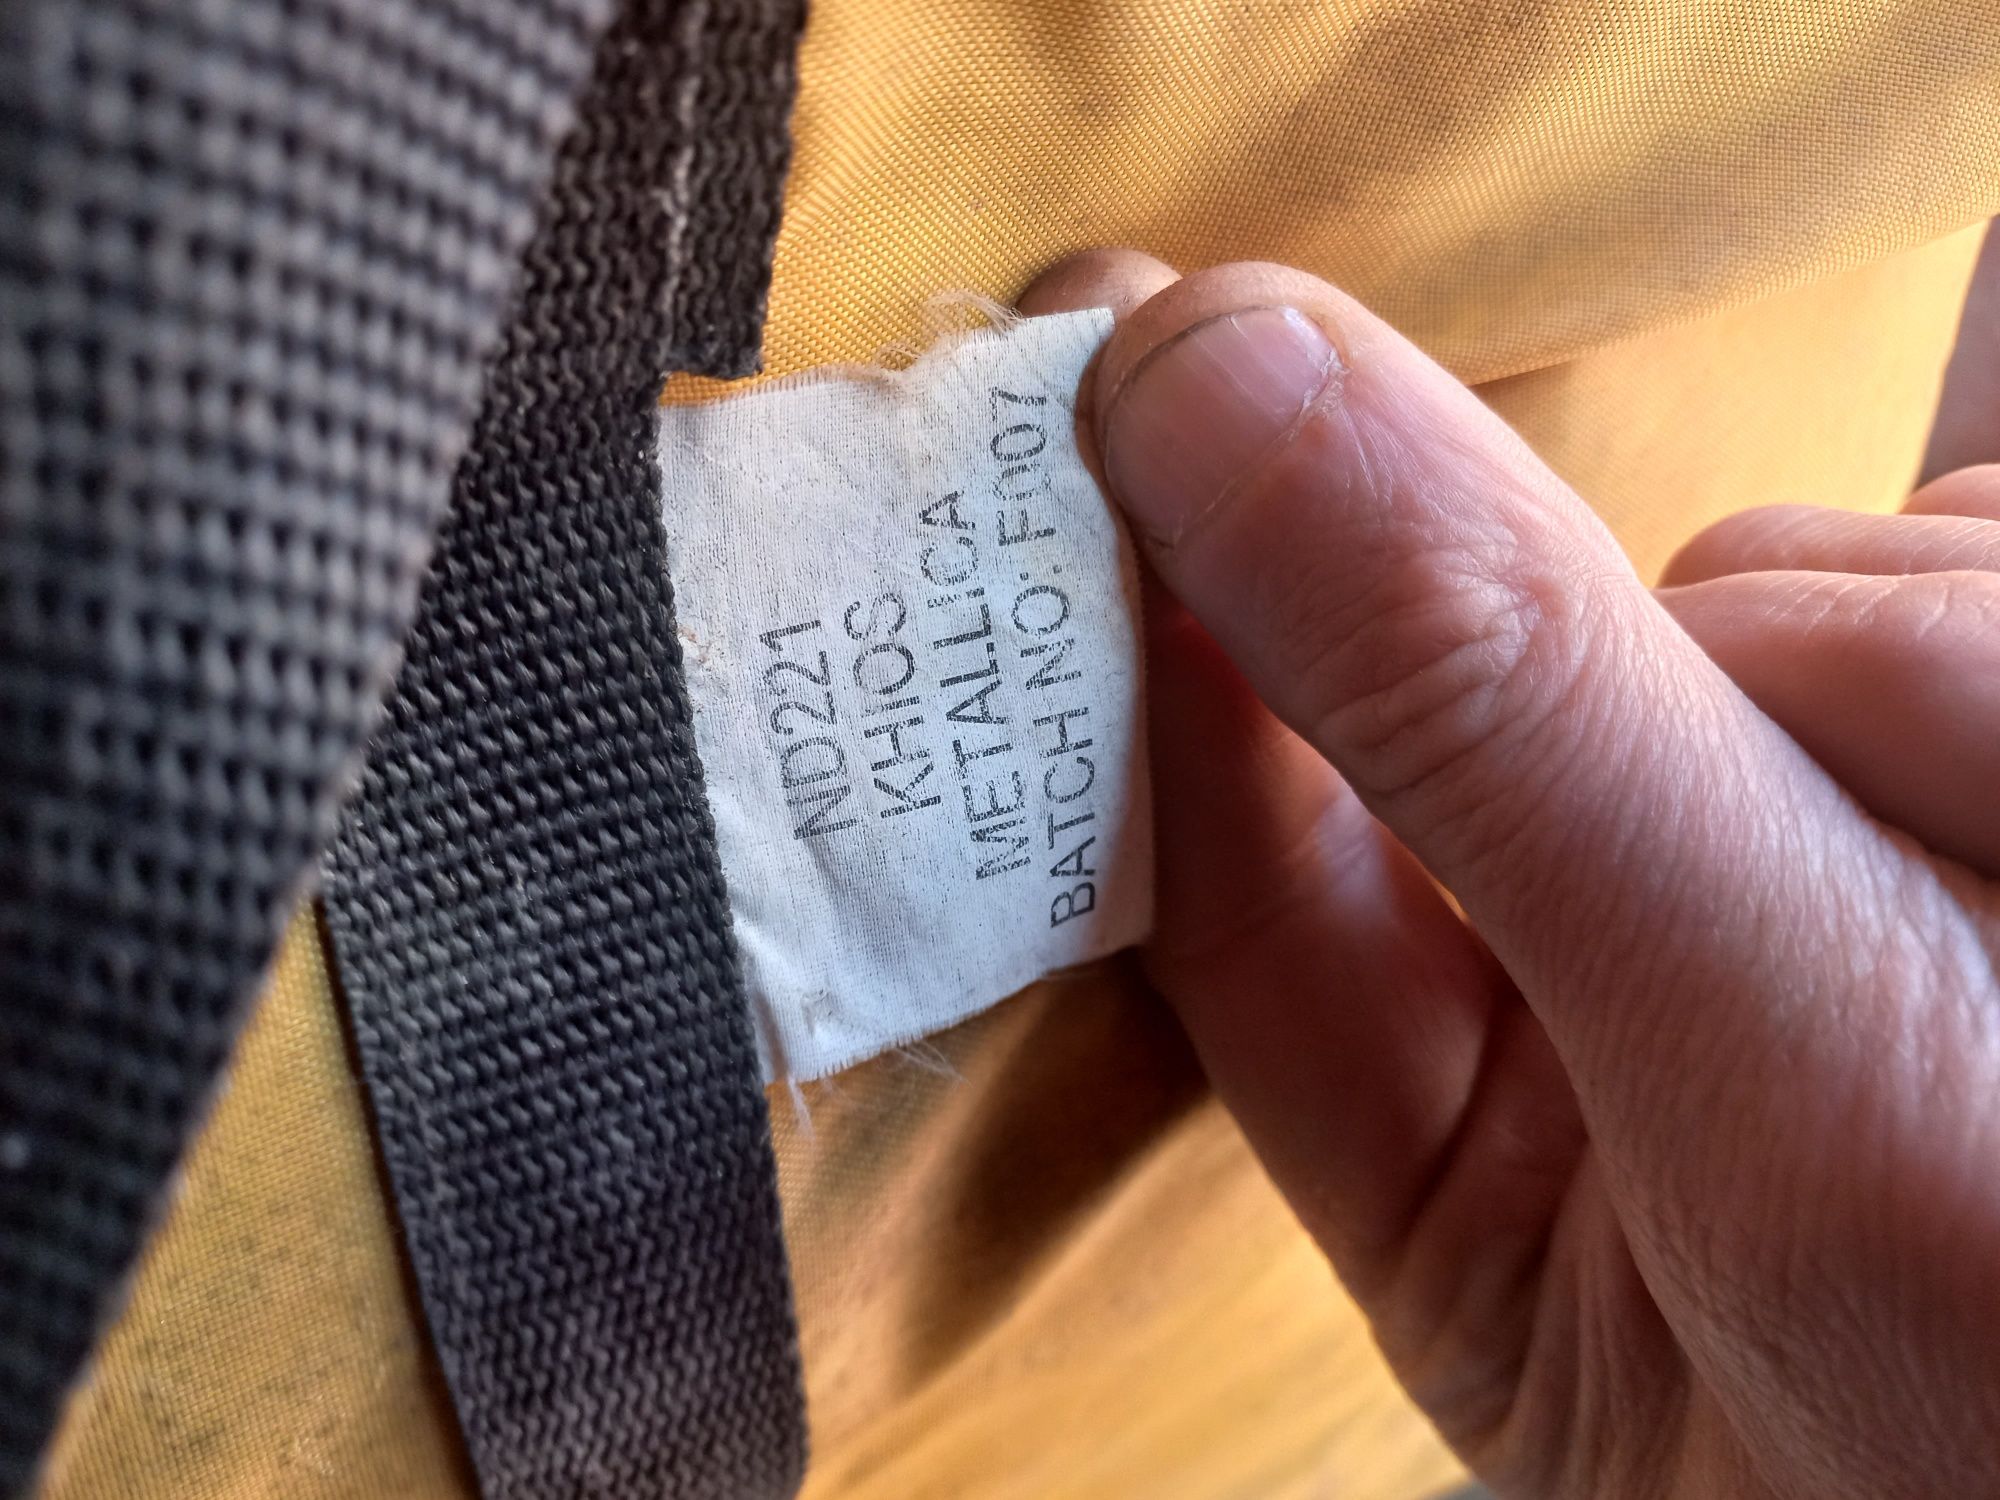 ND221
KHIOS
METALLICA
BATCH NO: F007